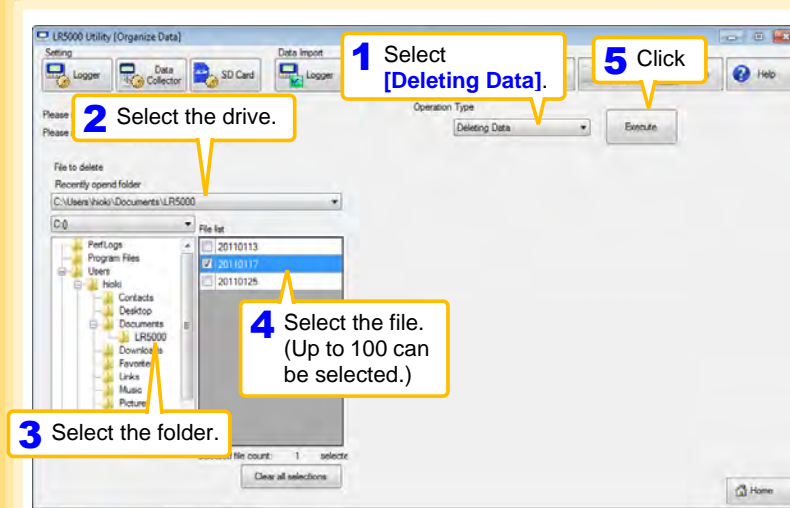 LR5000 Utility [Organize Data]
Setting
Data Import
Logger
Data Collector
SD Card
Logger
Help
1 Select
[Deleting Data].
5 Click
Please
Please
2 Select the drive.
Operation Type
Deleting Data
Execute
File to delete
Recently opend folder
C:\Users\hioki\Documents\LR5000
C:()
File list
PerfLogs
Program Files
Users
hioki
Contacts
Desktop
Documents
LR5000
Downloads
Favorite
Links
Music
Picture
20110113
20110117
20110125
4 Select the file.
(Up to 100 can
be selected.)
3 Select the folder.
file count: 1 selecte
Clear all selections
Home